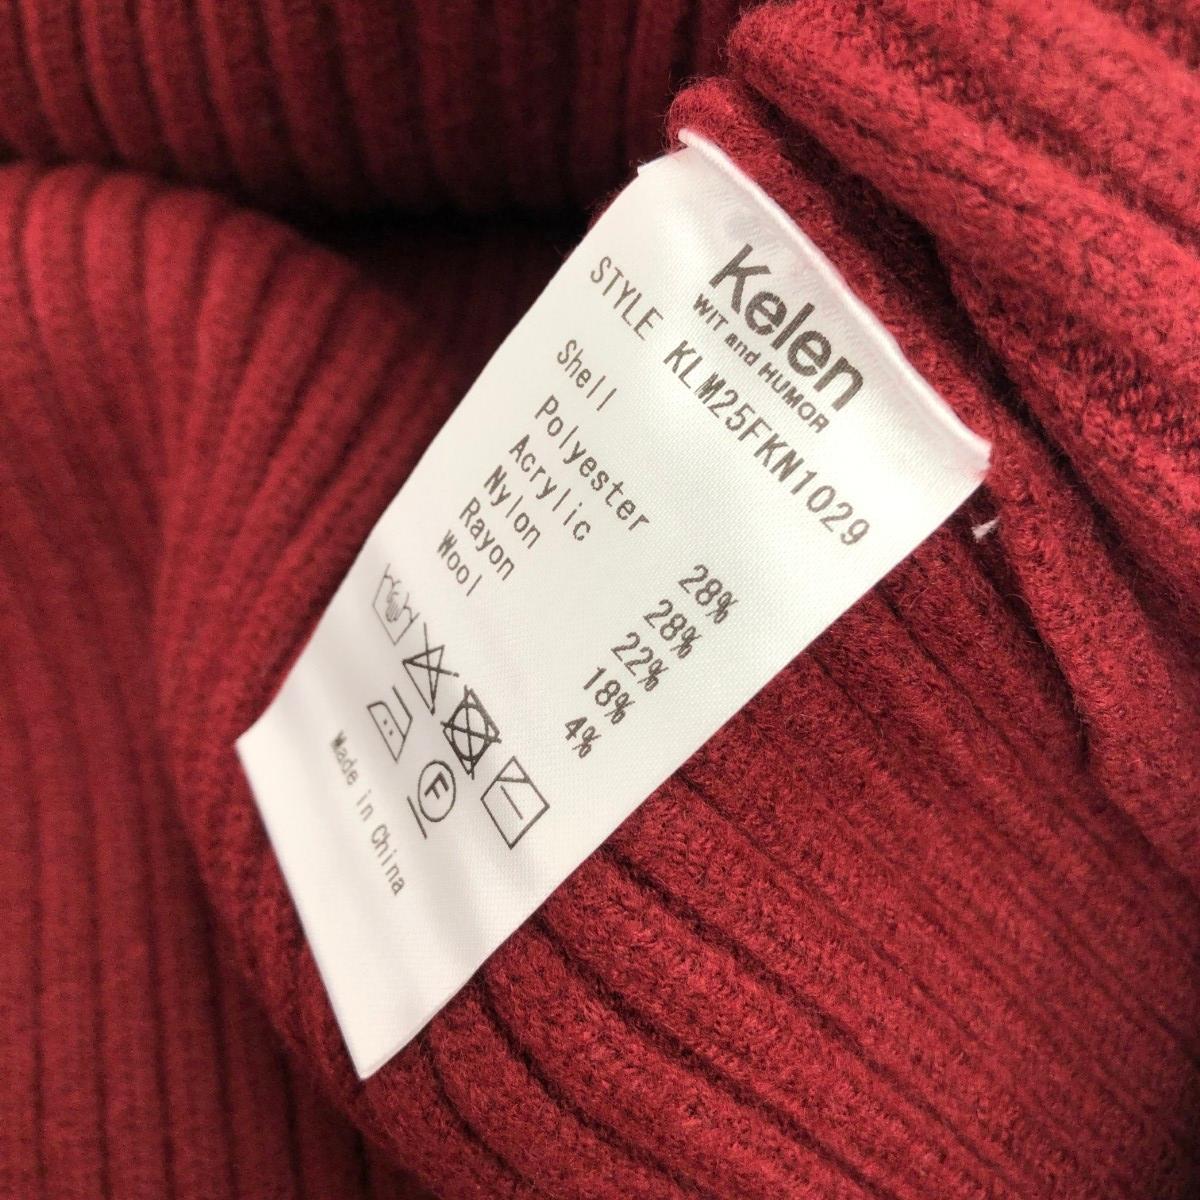 Kelen
WIT and HUMOR
STYLE KLM25FKN1029
Shell
Polyester 28%
Acrylic 28%
Nylon 22%
Rayon 18%
Wool 4%
F
Made in China